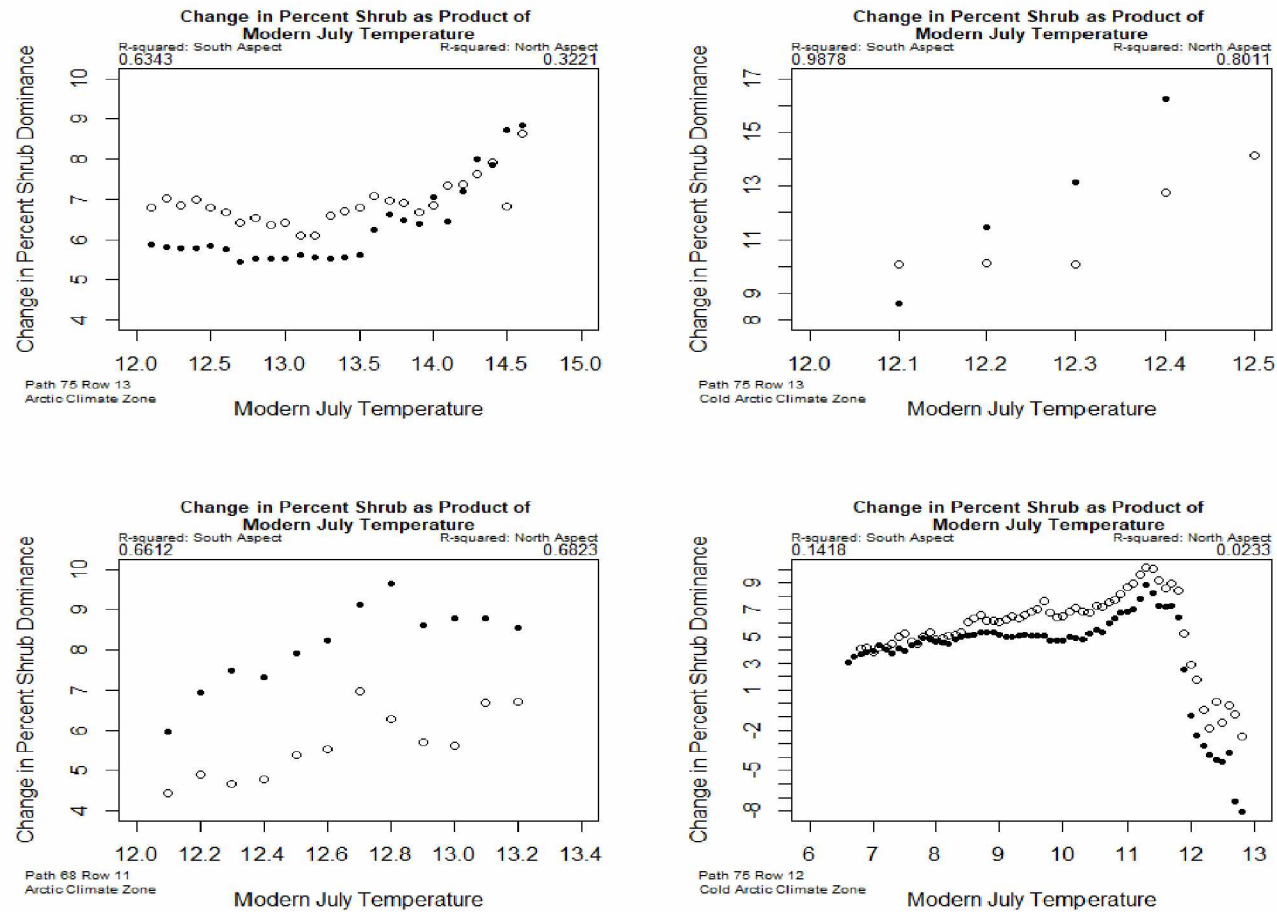 Change in Percent Shrub as Product of
Modern July Temperature
R-squared: South Aspect R-squared: North Aspect
0.6343 0.3221
Change in Percent Shrub Dominance
10
9
8
7
6
5
4
12.0 12.5 13.0 13.5 14.0 14.5 15.0
Path 75 Row 13
Arctic Climate Zone
Modern July Temperature
Change in Percent Shrub as Product of
Modern July Temperature
R-squared: South Aspect R-squared: North Aspect
0.9878 0.8011
Change in Percent Shrub Dominance
17
15
13
11
9
8
12.0 12.1 12.2 12.3 12.4 12.5
Path 75 Row 13
Cold Arctic Climate Zone
Modern July Temperature
Change in Percent Shrub as Product of
Modern July Temperature
R-squared: South Aspect R-squared: North Aspect
0.6612 0.6823
Change in Percent Shrub Dominance
10
9
8
7
6
5
4
12.0 12.2 12.4 12.6 12.8 13.0 13.2 13.4
Path 68 Row 11
Arctic Climate Zone
Modern July Temperature
Change in Percent Shrub as Product of
Modern July Temperature
R-squared: South Aspect R-squared: North Aspect
0.1418 0.0233
Change in Percent Shrub Dominance
9
7
5
3
1
-2
-5
-8
6 7 8 9 10 11 12 13
Path 75 Row 12
Cold Arctic Climate Zone
Modern July Temperature